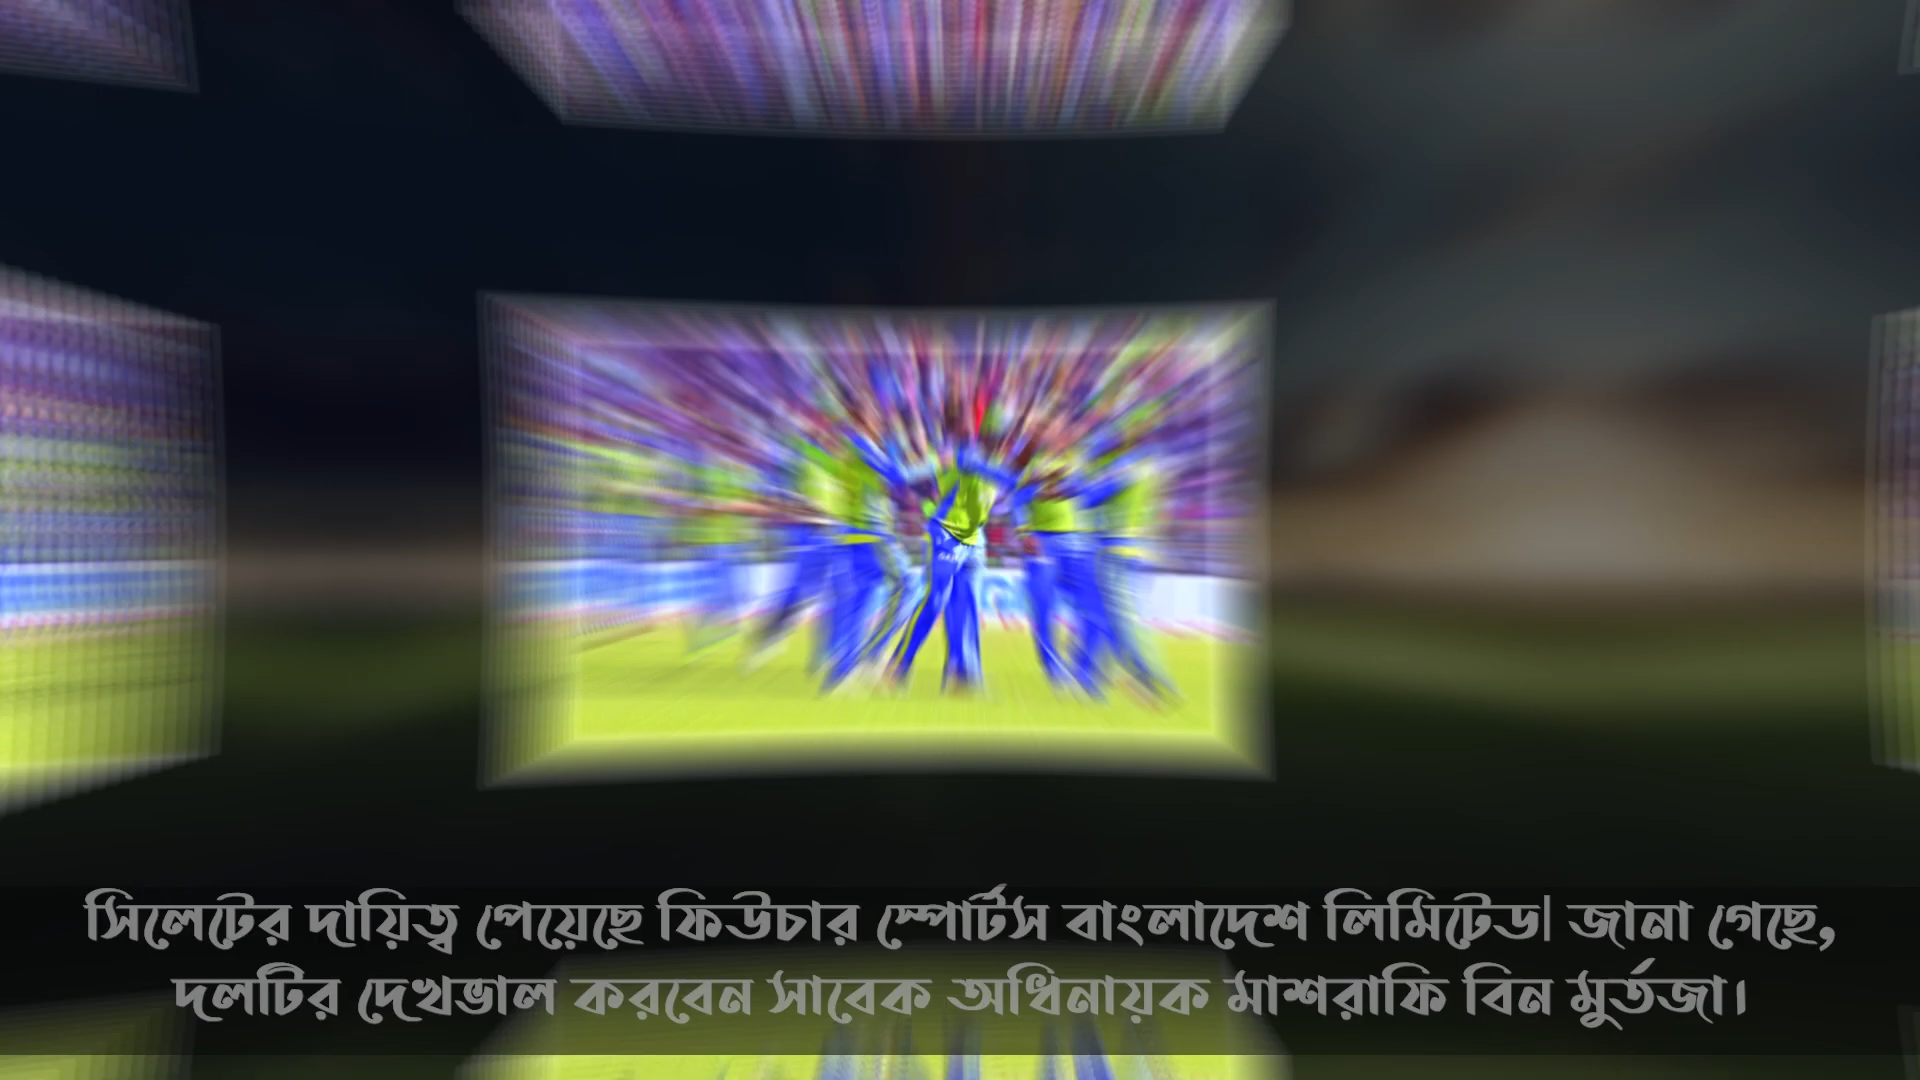 সিলেটের দায়িত্ব পেয়েছে ফিউচার স্পোর্টস বাংলাদেশ লিমিটেড| জানা গেছে,
দলটির দেখভাল করবেন সাবেক অধিনায়ক মাশরাফি বিন মুর্তজা।